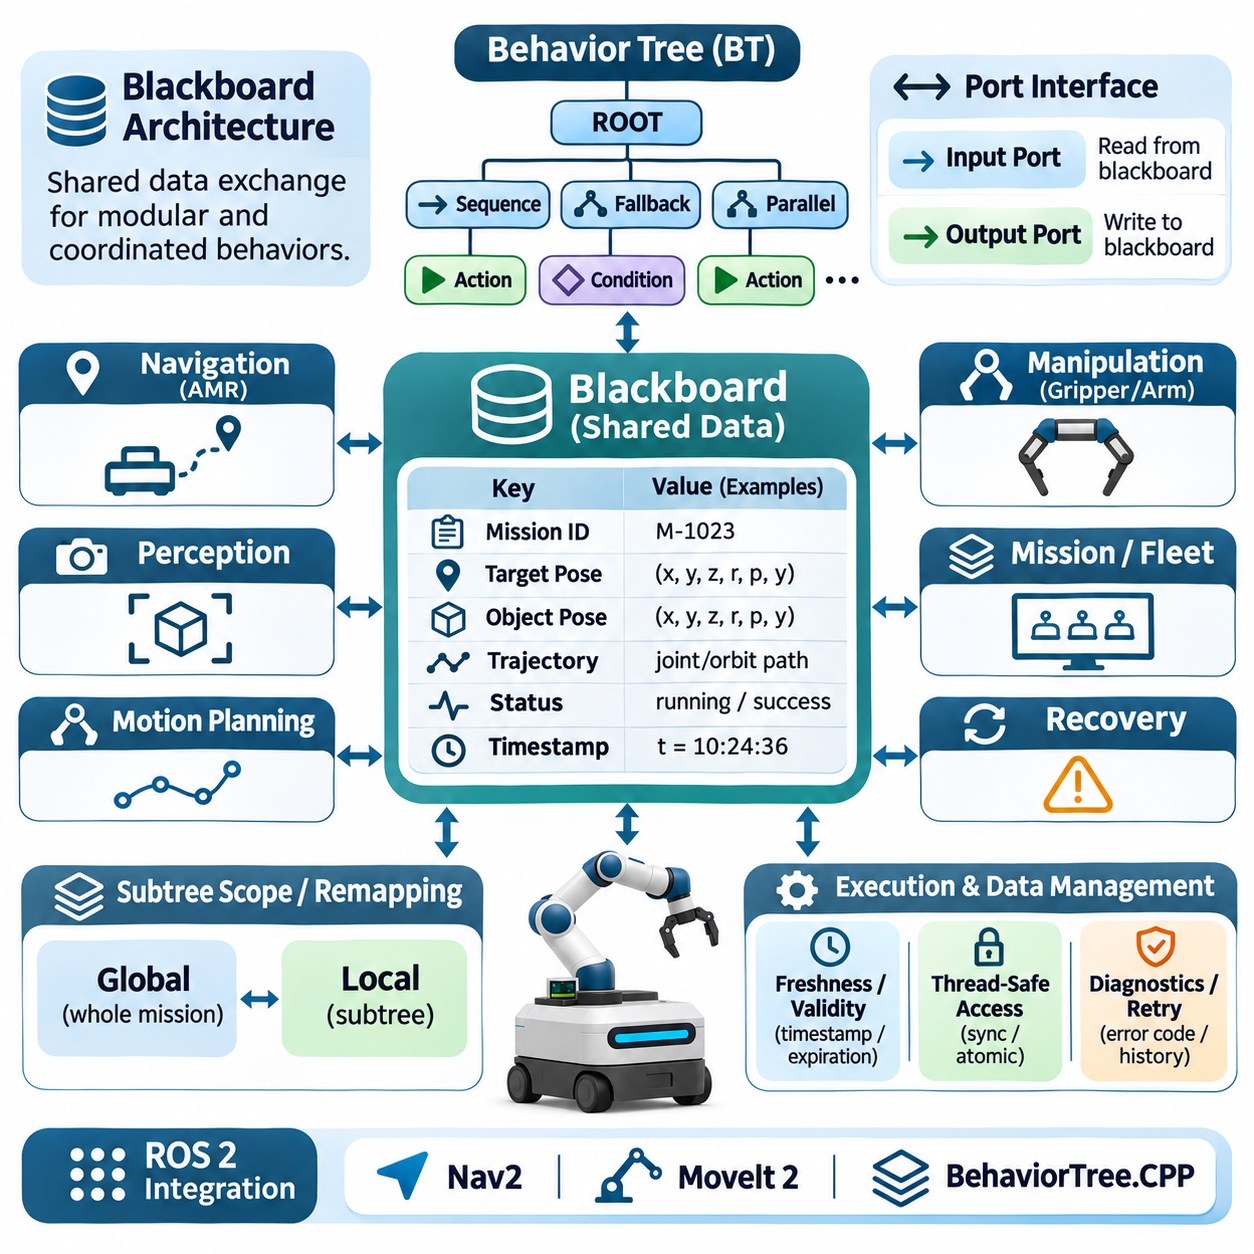 Behavior Tree (BT)
Blackboard
Architecture
Shared data exchange
for modular and
coordinated behaviors.
ROOT
Sequence
Fallback
Parallel
Action
Condition
Action
...
Port Interface
Input Port
Read from
blackboard
Output Port
Write to
blackboard
Navigation
(AMR)
Perception
Motion Planning
Blackboard
(Shared Data)
Key
Value (Examples)
Mission ID
M-1023
Target Pose
(x, y, z, r, p, y)
Object Pose
(x, y, z, r, p, y)
Trajectory
joint/orbit path
Status
running / success
Timestamp
t = 10:24:36
Manipulation
(Gripper/Arm)
Mission / Fleet
Recovery
Subtree Scope / Remapping
Global
(whole mission)
Local
(subtree)
Execution & Data Management
Freshness /
Validity
(timestamp /
expiration)
Thread-Safe
Access
(sync /
atomic)
Diagnostics /
Retry
(error code /
history)
ROS 2
Integration
Nav2
MoveIt 2
BehaviorTree.CPP